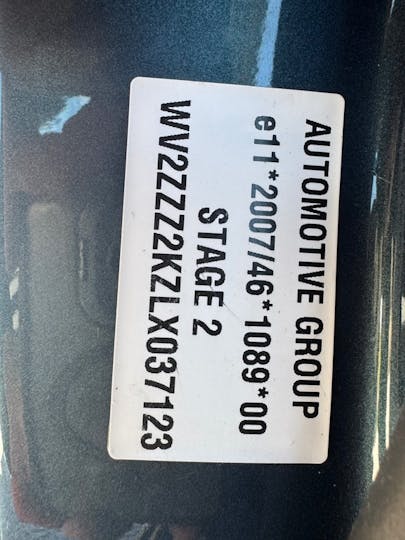 AUTOMOTIVE GROUP
e11*2007/46*1089*00
STAGE 2
WV2ZZZ2KZLX037123